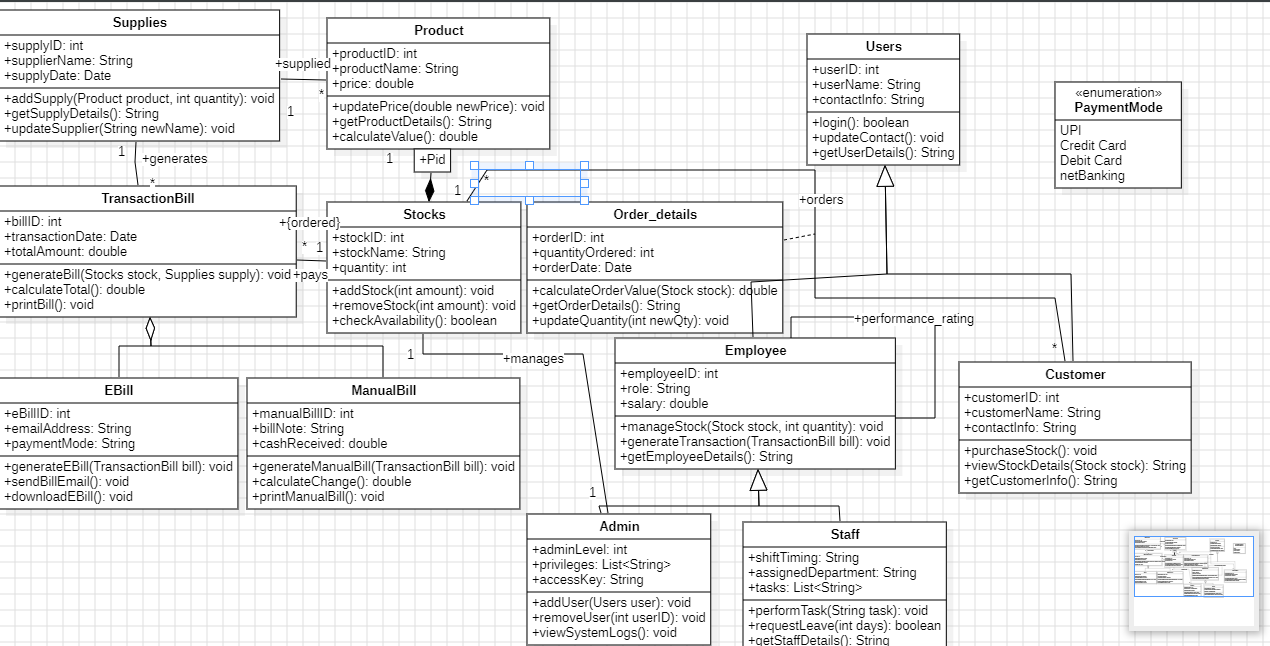 Supplies
+supplyID: int
+supplierName: String
+supplyDate: Date
+addSupply(Product product, int quantity): void
+getSupplyDetails(): String
+updateSupplier(String newName): void
+supplied
*
1
Product
+productID: int
+productName: String
+price: double
+updatePrice(double newPrice): void
+getProductDetails(): String
+calculateValue(): double
1
+Pid
1
*
Users
+userID: int
+userName: String
+contactInfo: String
+login(): boolean
+updateContact(): void
+getUserDetails(): String
«enumeration»
PaymentMode
UPI
Credit Card
Debit Card
netBanking
1
+generates
*
TransactionBill
+billID: int
+transactionDate: Date
+totalAmount: double
+generateBill(Stocks stock, Supplies supply): void
+calculateTotal(): double
+printBill(): void
+{ordered}
*
1
+pays
Stocks
+stockID: int
+stockName: String
+quantity: int
+addStock(int amount): void
+removeStock(int amount): void
+checkAvailability(): boolean
Order_details
+orderID: int
+quantityOrdered: int
+orderDate: Date
+calculateOrderValue(Stock stock): double
+getOrderDetails(): String
+updateQuantity(int newQty): void
+orders
+performance_rating
*
1
+manages
1
EBill
+eBillID: int
+emailAddress: String
+paymentMode: String
+generateEBill(TransactionBill bill): void
+sendBillEmail(): void
+downloadEBill(): void
ManualBill
+manualBillID: int
+billNote: String
+cashReceived: double
+generateManualBill(TransactionBill bill): void
+calculateChange(): double
+printManualBill(): void
Employee
+employeeID: int
+role: String
+salary: double
+manageStock(Stock stock, int quantity): void
+generateTransaction(TransactionBill bill): void
+getEmployeeDetails(): String
Customer
+customerID: int
+customerName: String
+contactInfo: String
+purchaseStock(): void
+viewStockDetails(Stock stock): String
+getCustomerInfo(): String
Admin
+adminLevel: int
+privileges: List<String>
+accessKey: String
+addUser(Users user): void
+removeUser(int userID): void
+viewSystemLogs(): void
Staff
+shiftTiming: String
+assignedDepartment: String
+tasks: List<String>
+performTask(String task): void
+requestLeave(int days): boolean
+getStaffDetails(): String